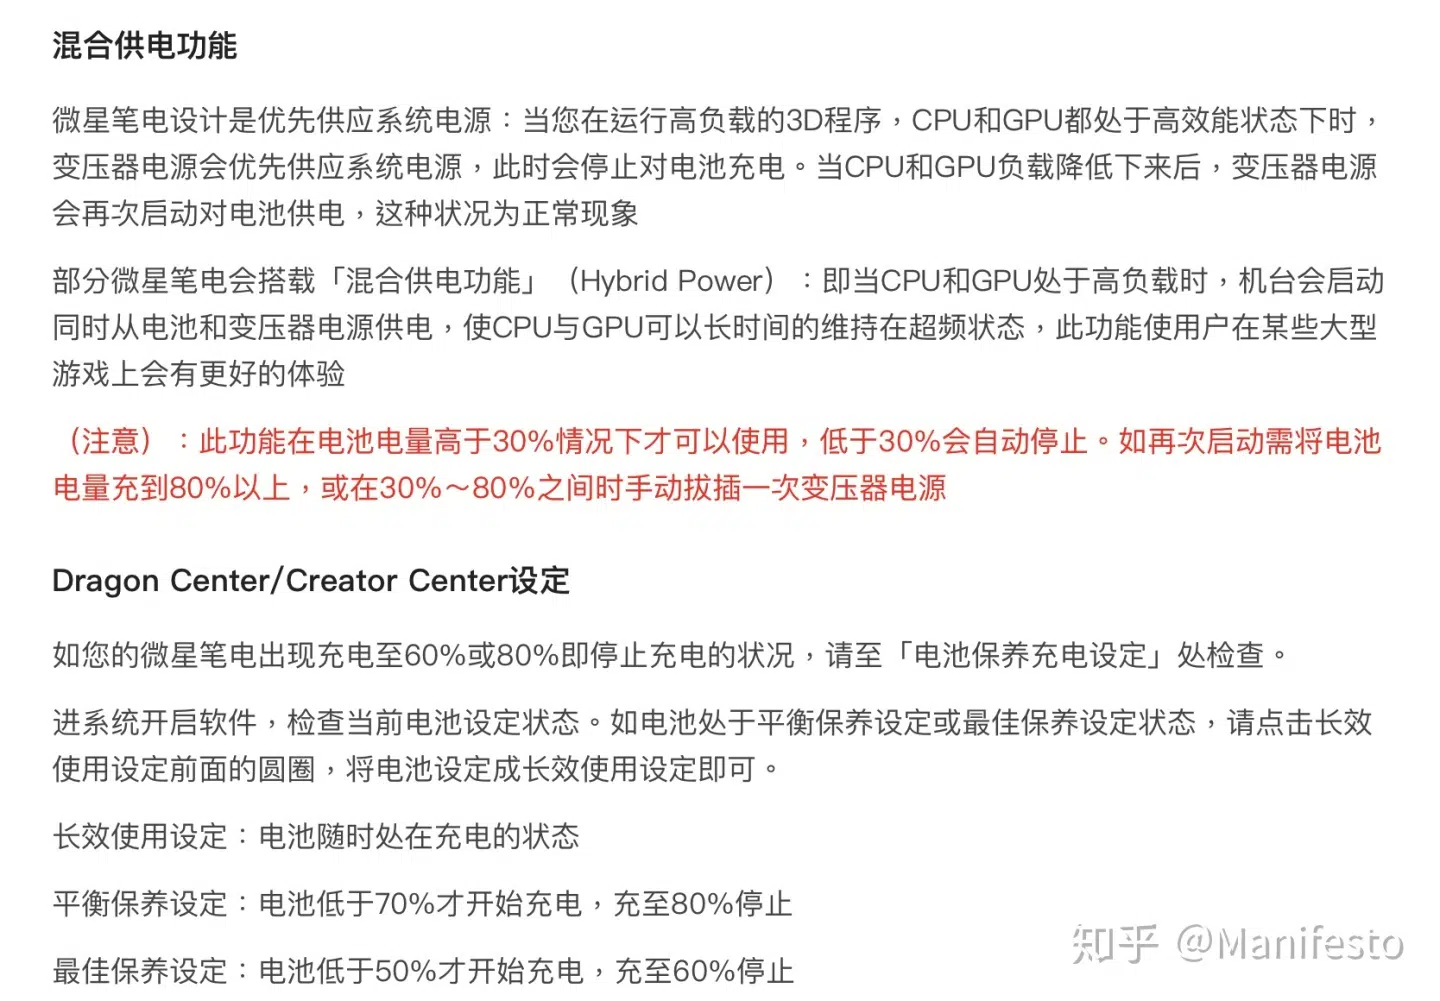 混合供电功能
微星笔电设计是优先供应系统电源：当您在运行高负载的3D程序，CPU和GPU都处于高效能状态下时，
变压器电源会优先供应系统电源，此时会停止对电池充电。当CPU和GPU负载降低下来后，变压器电源
会再次启动对电池供电，这种状况为正常现象
部分微星笔电会搭载「混合供电功能」（Hybrid Power）：即当CPU和GPU处于高负载时，机台会启动
同时从电池和变压器电源供电，使CPU与GPU可以长时间的维持在超频状态，此功能使用户在某些大型
游戏上会有更好的体验
（注意）：此功能在电池电量高于30%情况下才可以使用，低于30%会自动停止。如再次启动需将电池
电量充到80%以上，或在30%～80%之间时手动拔插一次变压器电源
Dragon Center/Creator Center设定
如您的微星笔电出现充电至60%或80%即停止充电的状况，请至「电池保养充电设定」处检查。
进系统开启软件，检查当前电池设定状态。如电池处于平衡保养设定或最佳保养设定状态，请点击长效
使用设定前面的圆圈，将电池设定成长效使用设定即可。
长效使用设定：电池随时处在充电的状态
平衡保养设定：电池低于70%才开始充电，充至80%停止
最佳保养设定：电池低于50%才开始充电，充至60%停止
知乎 @Manifesto